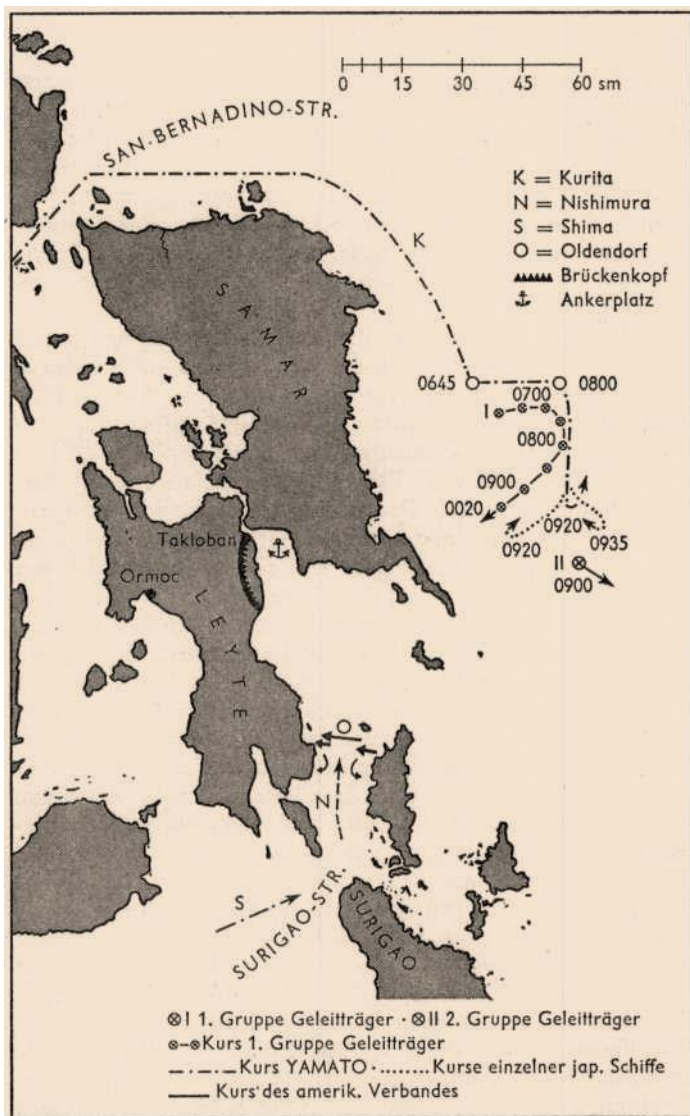 0 15 30 45 60 sm
SAN-BERNADINO-STR.
K = Kurita
N = Nishimura
S = Shima
O = Oldendorf
Brückenkopf
Ankerplatz
K
SAMAR
0645
0800
0700
I
0800
0900
0020
0920
0920
0935
II
0900
Takloban
Ormoc
LEYTE
O
N
S
SURIGAO-STR.
SURIGAO
I 1. Gruppe Geleitträger · II 2. Gruppe Geleitträger
Kurs 1. Gruppe Geleitträger
Kurs YAMATO · Kurse einzelner jap. Schiffe
Kurs des amerik. Verbandes